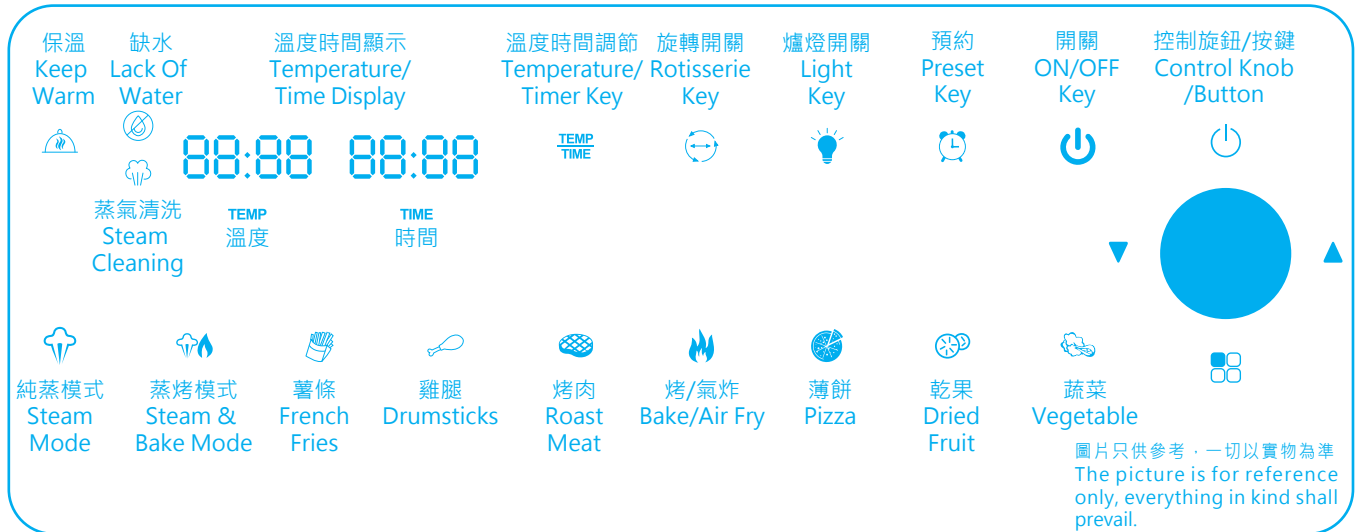 保溫
Keep
Warm
缺水
Lack Of
Water
溫度時間顯示
Temperature/
Time Display
溫度時間調節
Temperature/
Timer Key
旋轉開關
Rotisserie
Key
爐燈開關
Light
Key
預約
Preset
Key
開關
ON/OFF
Key
控制旋鈕/按鍵
Control Knob
/Button
88:88 88:88
TEMP
TIME
蒸氣清洗
Steam
Cleaning
TEMP
溫度
TIME
時間
純蒸模式
Steam
Mode
蒸烤模式
Steam &
Bake Mode
薯條
French
Fries
雞腿
Drumsticks
烤肉
Roast
Meat
烤/氣炸
Bake/Air Fry
薄餅
Pizza
乾果
Dried
Fruit
蔬菜
Vegetable
圖片只供參考，一切以實物為準
The picture is for reference
only, everything in kind shall
prevail.